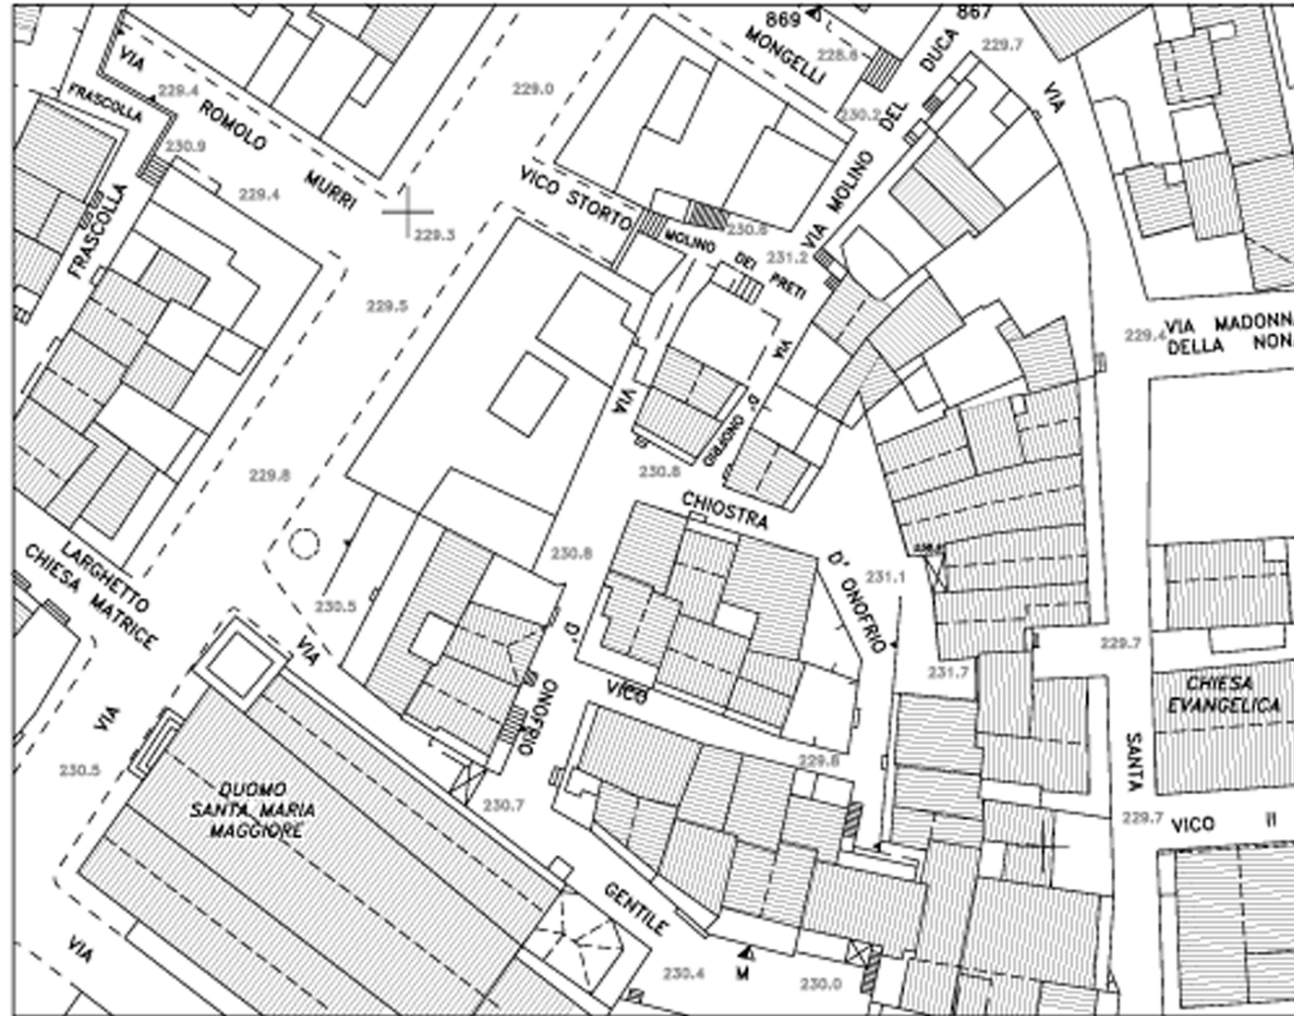 869
867
MONGELLI
228.6
DUCA
229.7
VIA
VIA
229.4
ROMOLO
MURRI
229.0
230.2
DEL
VIA MOLINO
FRASCOLLA
230.9
229.4
FRASCOLLA
229.3
VICO STORTO
MOLINO
DEI
PRETI
230.6
231.2
229.5
VIA
D'
ONOFRIO
VIA
229.4
VIA MADONN
DELLA NON
229.8
230.8
CHIOSTRA
D' ONOFRIO
230.8
231.1
LARGHETTO
CHIESA MATRICE
230.5
VIA
D'
ONOFRIO
VICO
231.7
229.7
CHIESA
EVANGELICA
VIA
230.5
DUOMO
SANTA MARIA
MAGGIORE
230.7
229.8
SANTA
229.7
VICO II
GENTILE
VIA
230.4
M
230.0